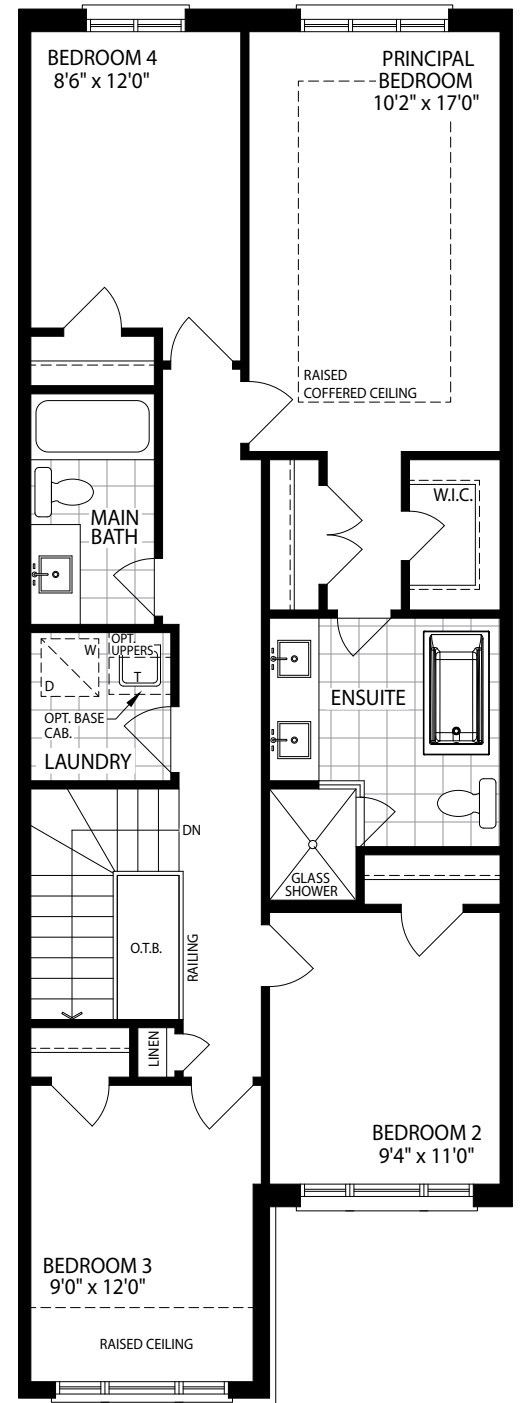 BEDROOM 4
8'6" x 12'0"
PRINCIPAL
BEDROOM
10'2" x 17'0"
RAISED
COFFERED CEILING
W.I.C.
MAIN
BATH
OPT.
UPPERS
W
T
D
OPT. BASE
CAB.
LAUNDRY
ENSUITE
DN
GLASS
SHOWER
O.T.B.
RAILING
LINEN
BEDROOM 2
9'4" x 11'0"
BEDROOM 3
9'0" x 12'0"
RAISED CEILING